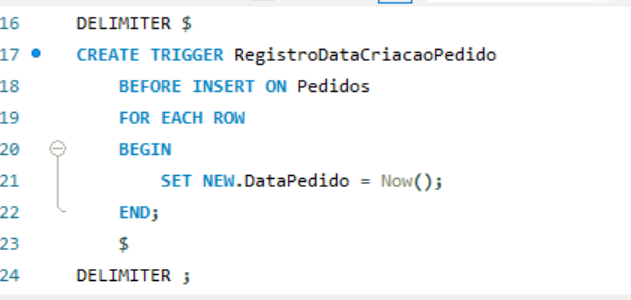 16 DELIMITER $
17 CREATE TRIGGER RegistroDataCriacaoPedido
18 BEFORE INSERT ON Pedidos
19 FOR EACH ROW
20 BEGIN
21 SET NEW.DataPedido = Now();
22 END;
23 $
24 DELIMITER ;